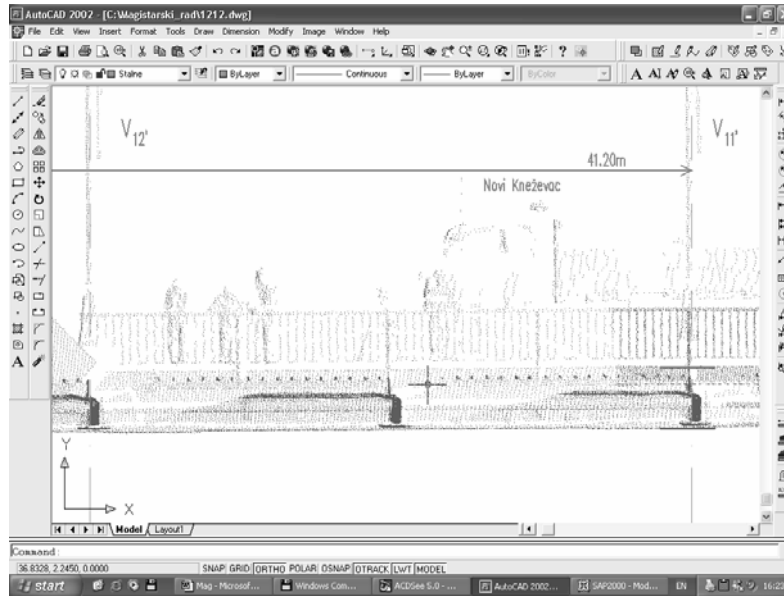 AutoCAD 2002 - [C:\Magistarski_rad\1212.dwg]
File Edit View Insert Format Tools Draw Dimension Modify Image Window Help
Stalne ByLayer Continuous ByLayer ByColor
V12' V11'
41.20m
Novi Kneževac
Y
X
Model Layout1
Command:
36.8328, 2.2450, 0.0000 SNAP GRID ORTHO POLAR OSNAP OTRACK LWT MODEL
start Mag - Microsof... Windows Com... ACDSee 5.0 - ... AutoCAD 2002... SAP2000 - Mod... EN